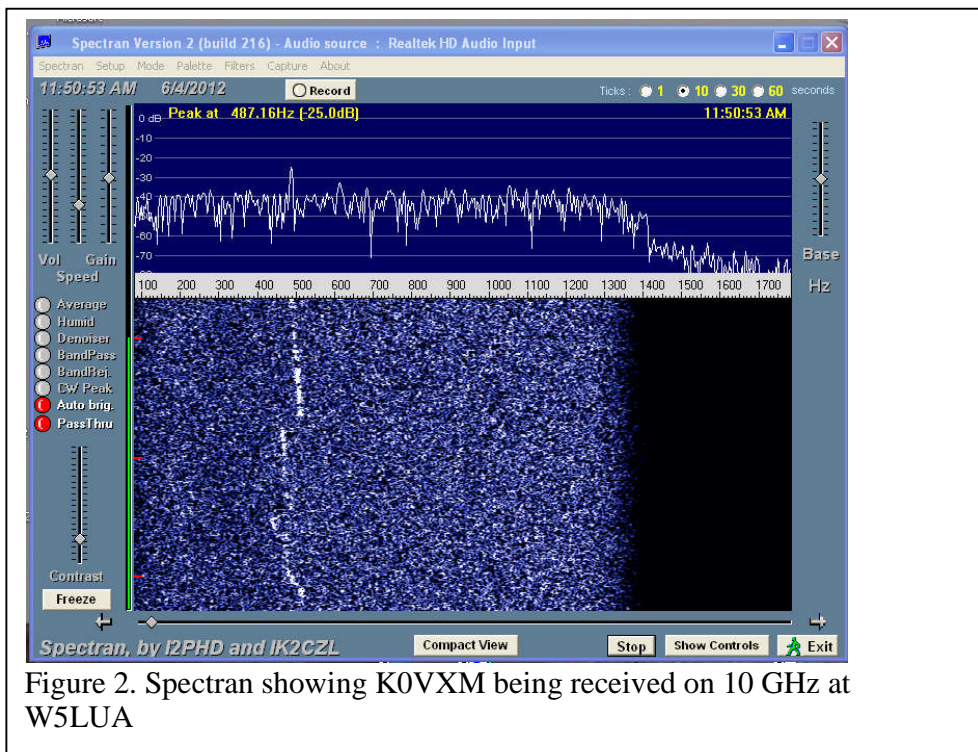 Spectran Version 2 (build 216) - Audio source : Realtek HD Audio Input
Spectran Setup Mode Palette Filters Capture About
11:50:53 AM 6/4/2012 Record Ticks: 1 10 30 60 seconds
0 dB Peak at 487.16Hz (-25.0dB) 11:50:53 AM
-10
-20
-30
-40
-50
-60
-70
Vol Gain
Speed
Base
Hz
100 200 300 400 500 600 700 800 900 1000 1100 1200 1300 1400 1500 1600 1700
Average
Humid
Denoiser
BandPass
BandRej.
CW Peak
Auto brig.
PassThru
Contrast
Freeze
Spectran, by I2PHD and IK2CZL Compact View Stop Show Controls Exit
Figure 2. Spectran showing K0VXM being received on 10 GHz at
W5LUA